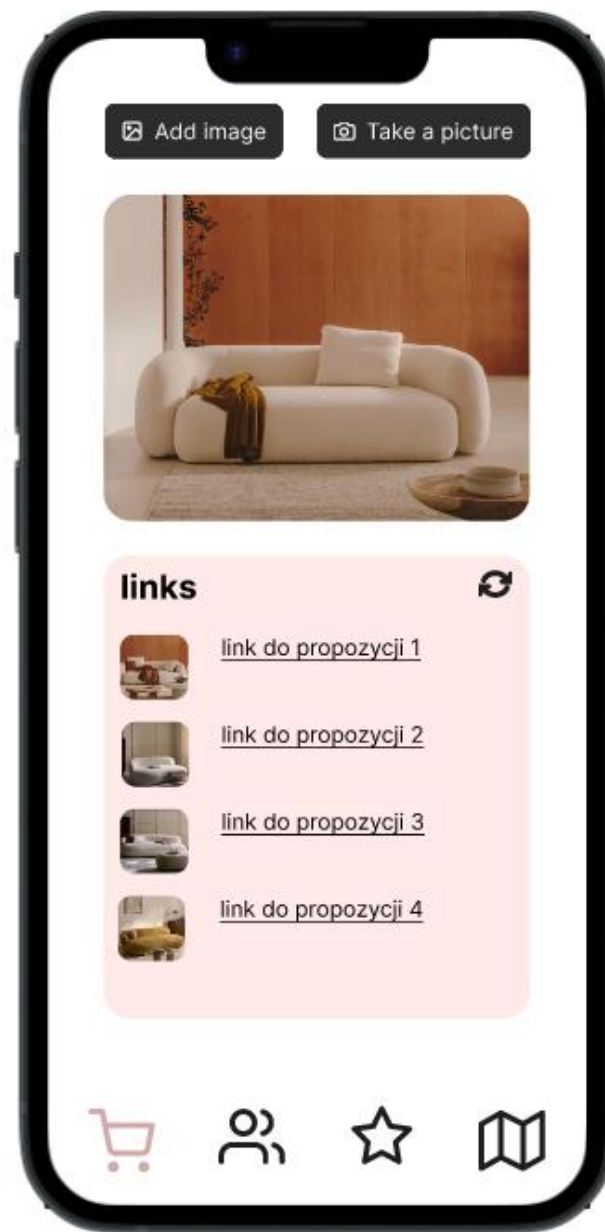 Add image
Take a picture
links
link do propozycji 1
link do propozycji 2
link do propozycji 3
link do propozycji 4